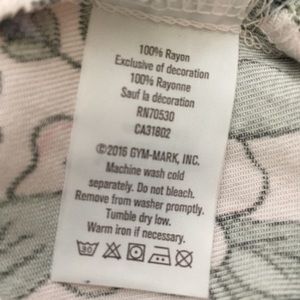 100% Rayon
Exclusive of decoration
100% Rayonne
Sauf la décoration
RN70530
CA31802
©2016 GYM-MARK, INC.
Machine wash cold
separately. Do not bleach.
Remove from washer promptly.
Tumble dry low.
Warm iron if necessary.